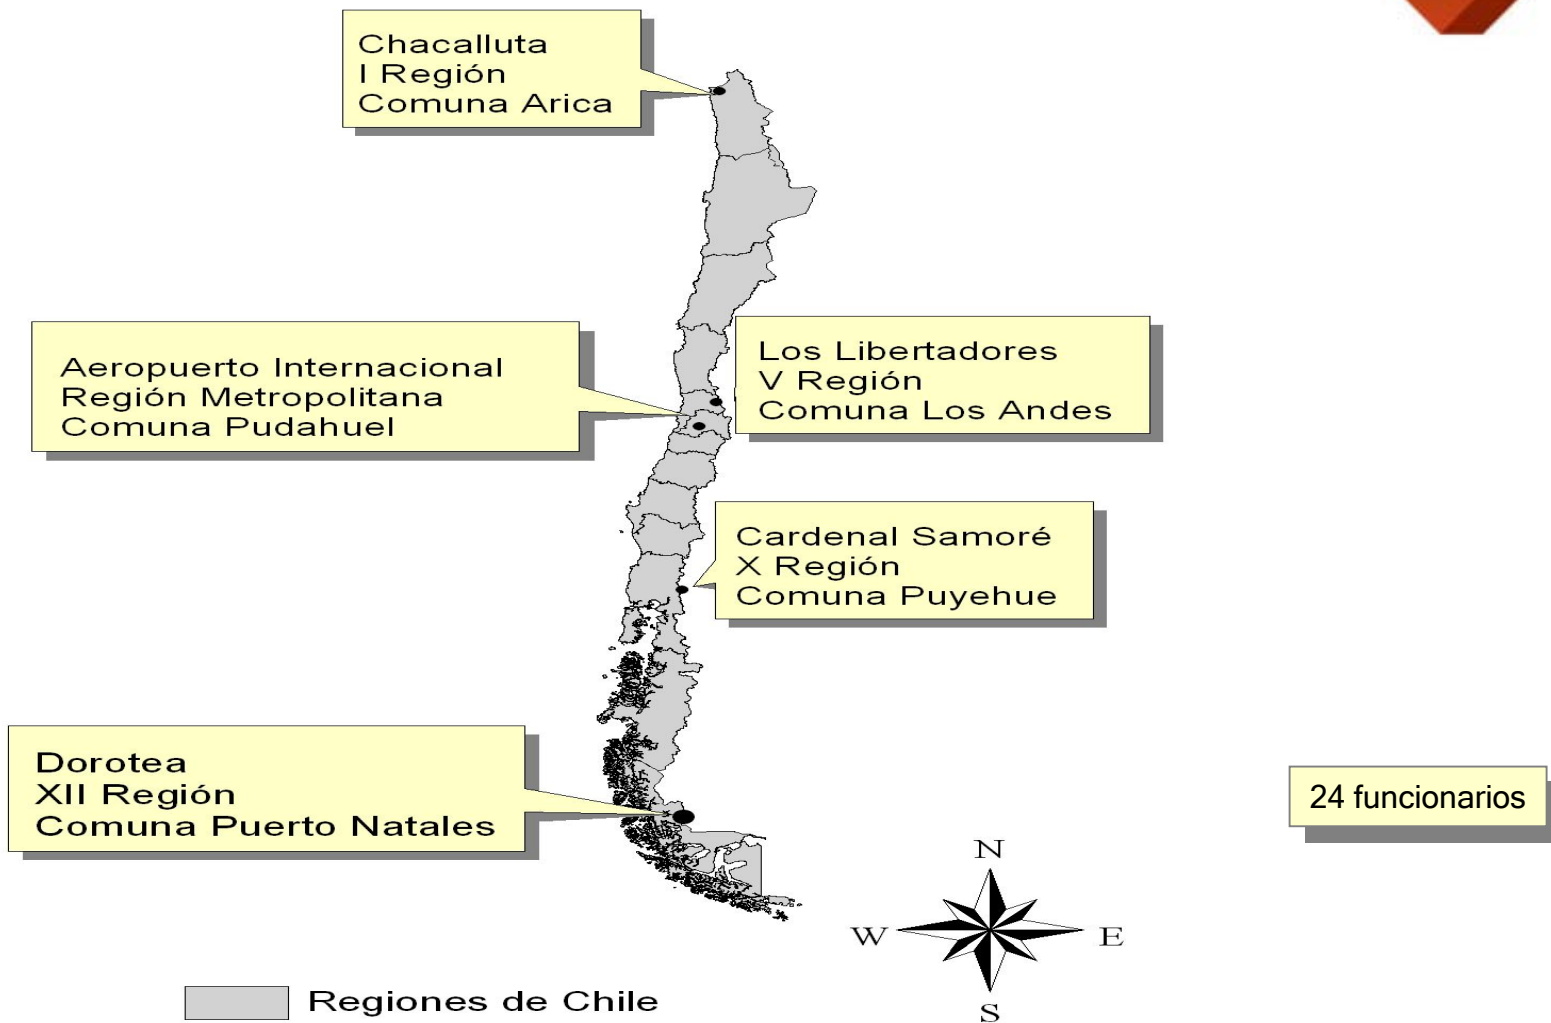 Chacalluta
I Región
Comuna Arica
Aeropuerto Internacional
Región Metropolitana
Comuna Pudahuel
Los Libertadores
V Región
Comuna Los Andes
Cardenal Samoré
X Región
Comuna Puyehue
Dorotea
XII Región
Comuna Puerto Natales
24 funcionarios
N
W
E
S
Regiones de Chile